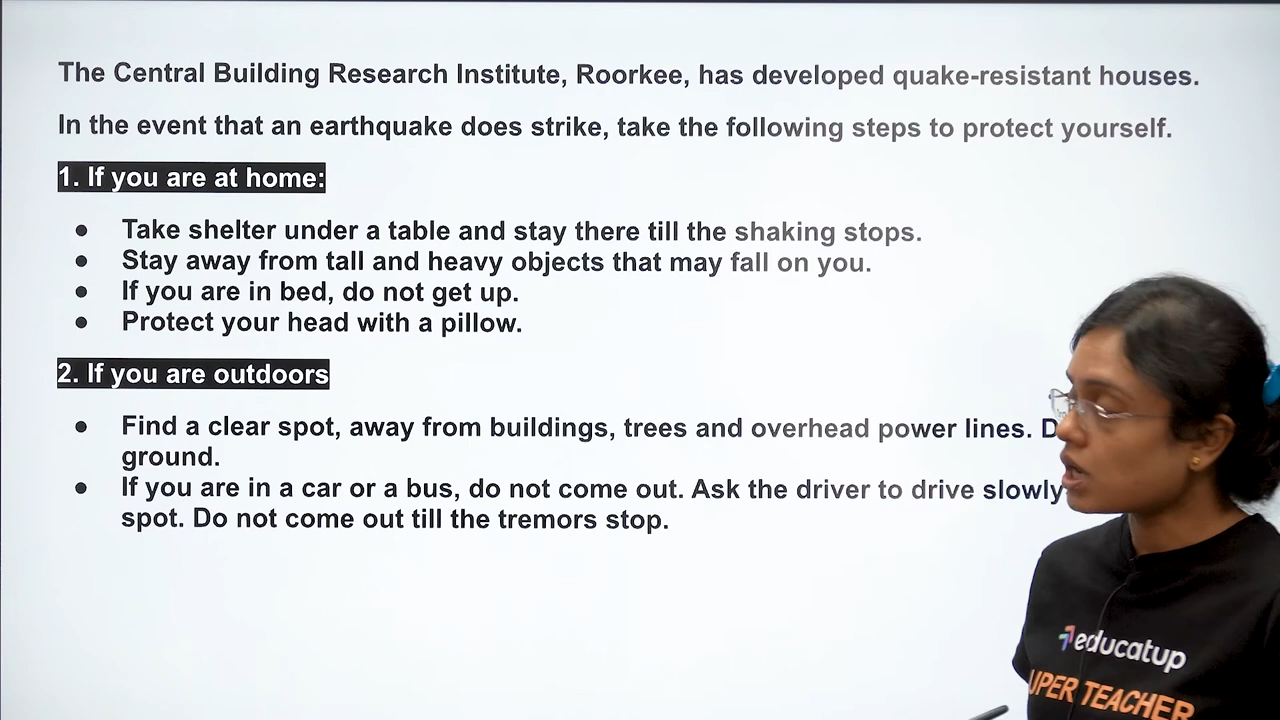 The Central Building Research Institute, Roorkee, has developed quake-resistant houses.
In the event that an earthquake does strike, take the following steps to protect yourself.
1. If you are at home:
● Take shelter under a table and stay there till the shaking stops.
● Stay away from tall and heavy objects that may fall on you.
● If you are in bed, do not get up.
● Protect your head with a pillow.
2. If you are outdoors
● Find a clear spot, away from buildings, trees and overhead power lines.
ground.
● If you are in a car or a bus, do not come out. Ask the driver to drive slowly
spot. Do not come out till the tremors stop.
educatup
UPER TEACHER